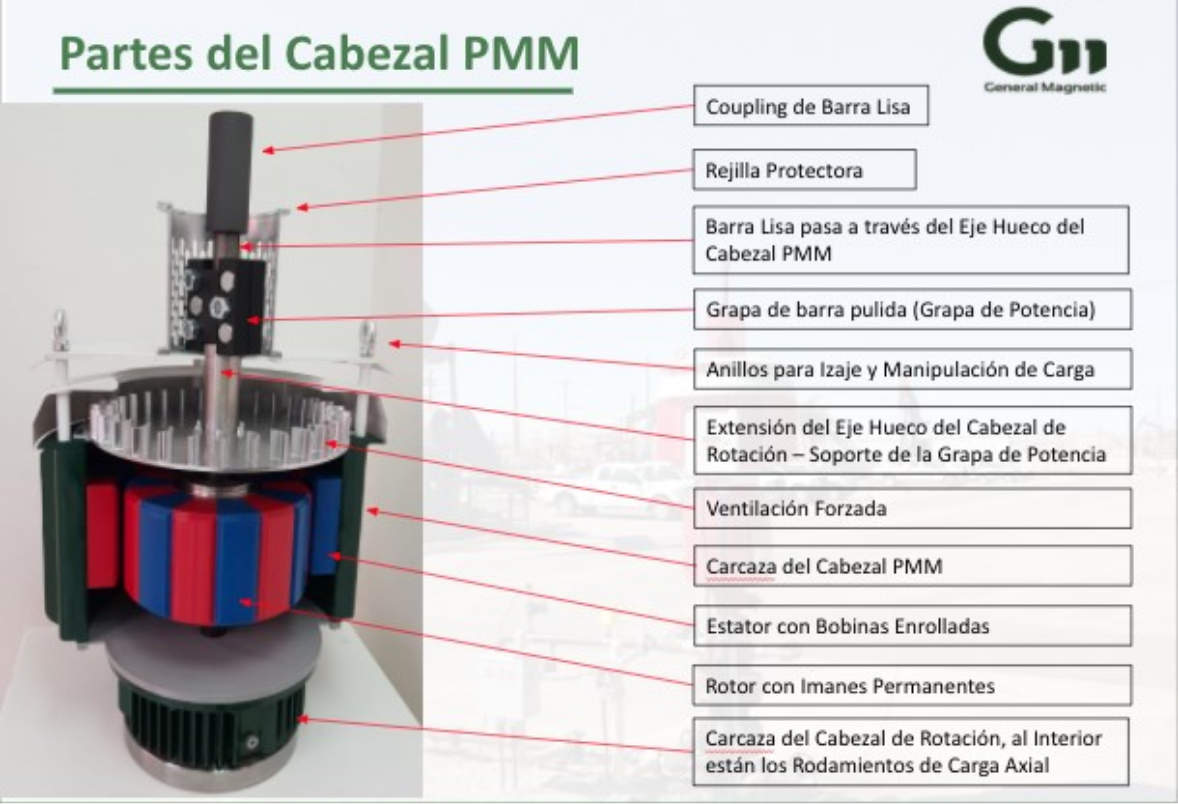 Partes del Cabezal PMM
Gm
General Magnetic
Coupling de Barra Lisa
Rejilla Protectora
Barra Lisa pasa a través del Eje Hueco del
Cabezal PMM
Grapa de barra pulida (Grapa de Potencia)
Anillos para Izaje y Manipulación de Carga
Extensión del Eje Hueco del Cabezal de
Rotación – Soporte de la Grapa de Potencia
Ventilación Forzada
Carcaza del Cabezal PMM
Estator con Bobinas Enrolladas
Rotor con Imanes Permanentes
Carcaza del Cabezal de Rotación, al Interior
están los Rodamientos de Carga Axial